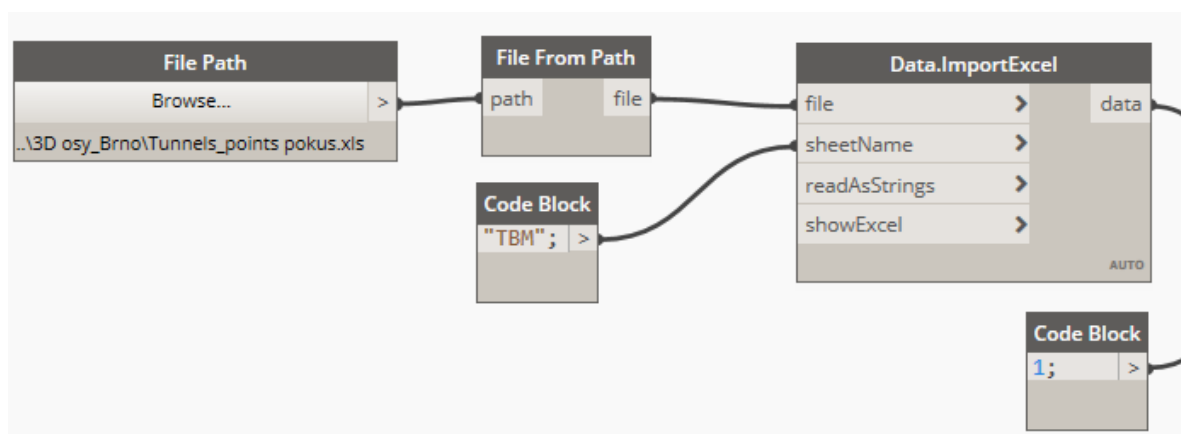 File Path
Browse...
>
..\3D osy_Brno\Tunnels_points pokus.xls
File From Path
path file
Code Block
"TBM"; >
Data.ImportExcel
file > data
sheetName >
readAsStrings >
showExcel >
AUTO
Code Block
1; >